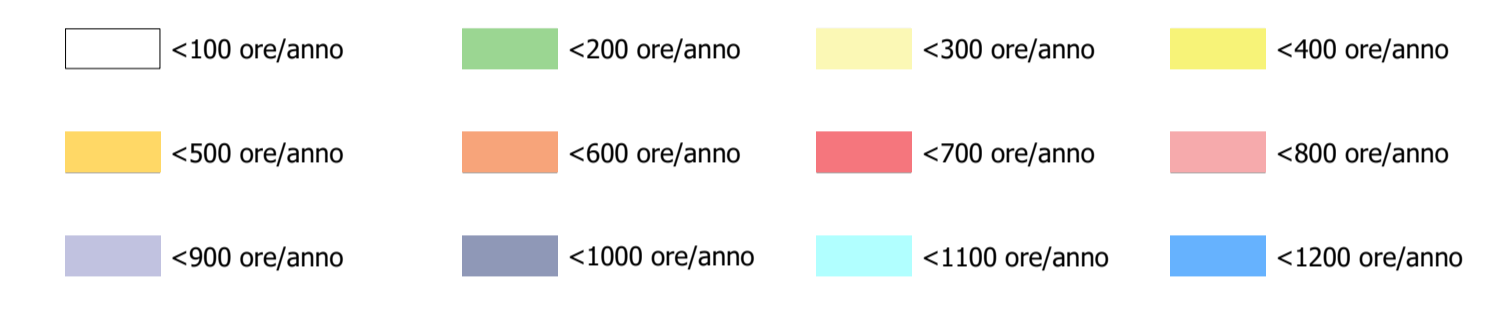 <100 ore/anno <200 ore/anno <300 ore/anno <400 ore/anno
<500 ore/anno <600 ore/anno <700 ore/anno <800 ore/anno
<900 ore/anno <1000 ore/anno <1100 ore/anno <1200 ore/anno